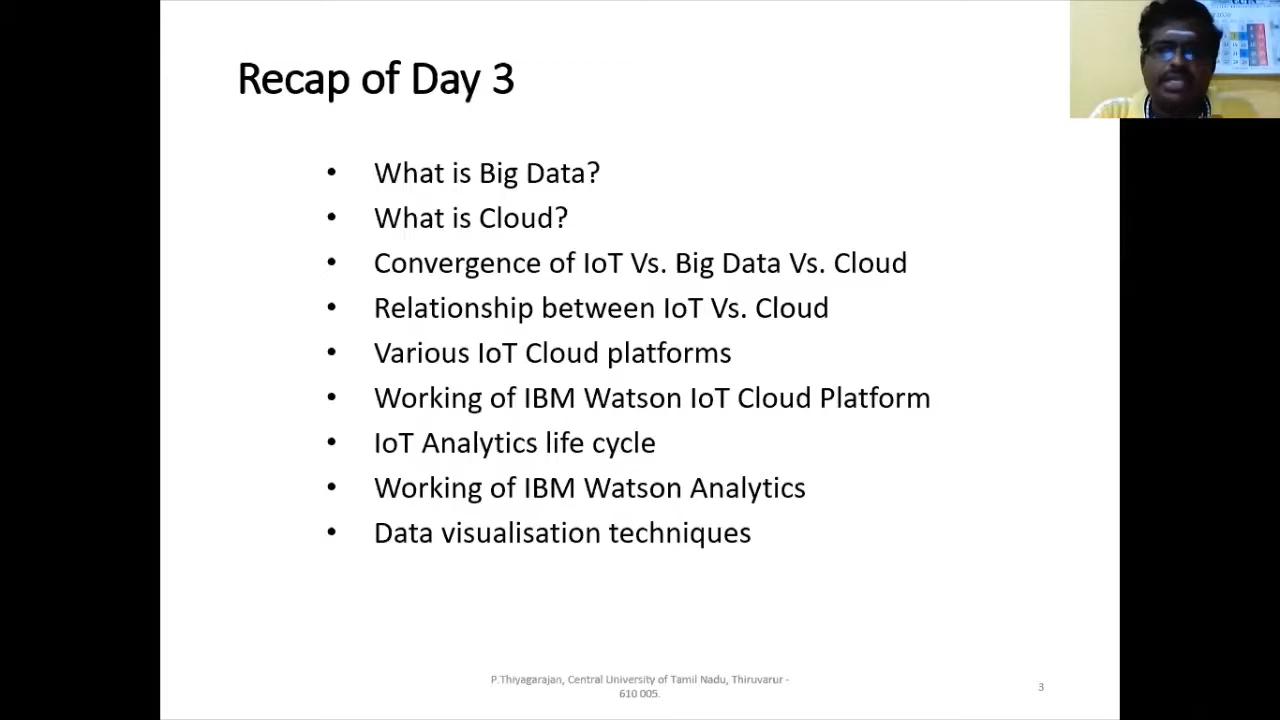 Recap of Day 3
• What is Big Data?
• What is Cloud?
• Convergence of IoT Vs. Big Data Vs. Cloud
• Relationship between IoT Vs. Cloud
• Various IoT Cloud platforms
• Working of IBM Watson IoT Cloud Platform
• IoT Analytics life cycle
• Working of IBM Watson Analytics
• Data visualisation techniques
P.Thiyagarajan, Central University of Tamil Nadu, Thiruvarur -
610 005.
3